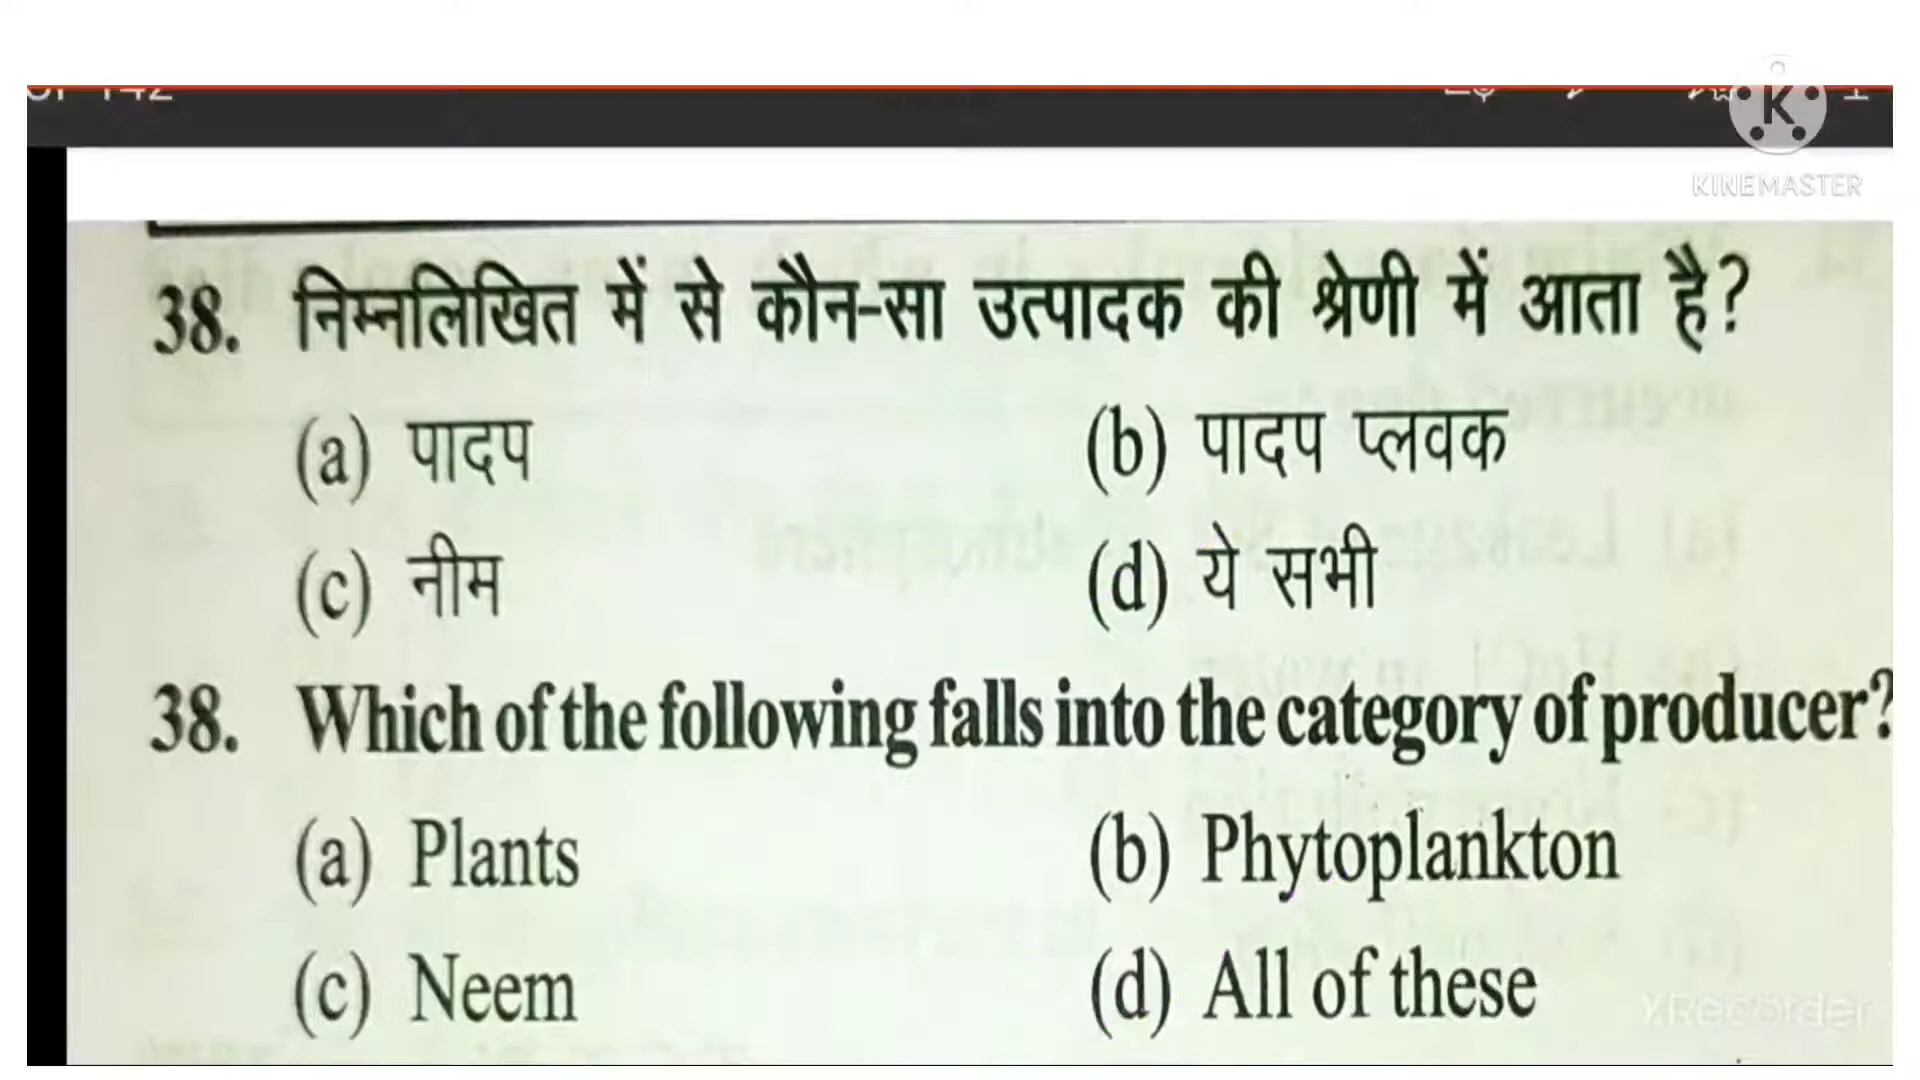 KINEMASTER
38. निम्नलिखित में से कौन-सा उत्पादक की श्रेणी में आता है?
(a) पादप (b) पादप प्लवक
(c) नीम (d) ये सभी
38. Which of the following falls into the category of producer?
(a) Plants (b) Phytoplankton
(c) Neem (d) All of these
XRecorder